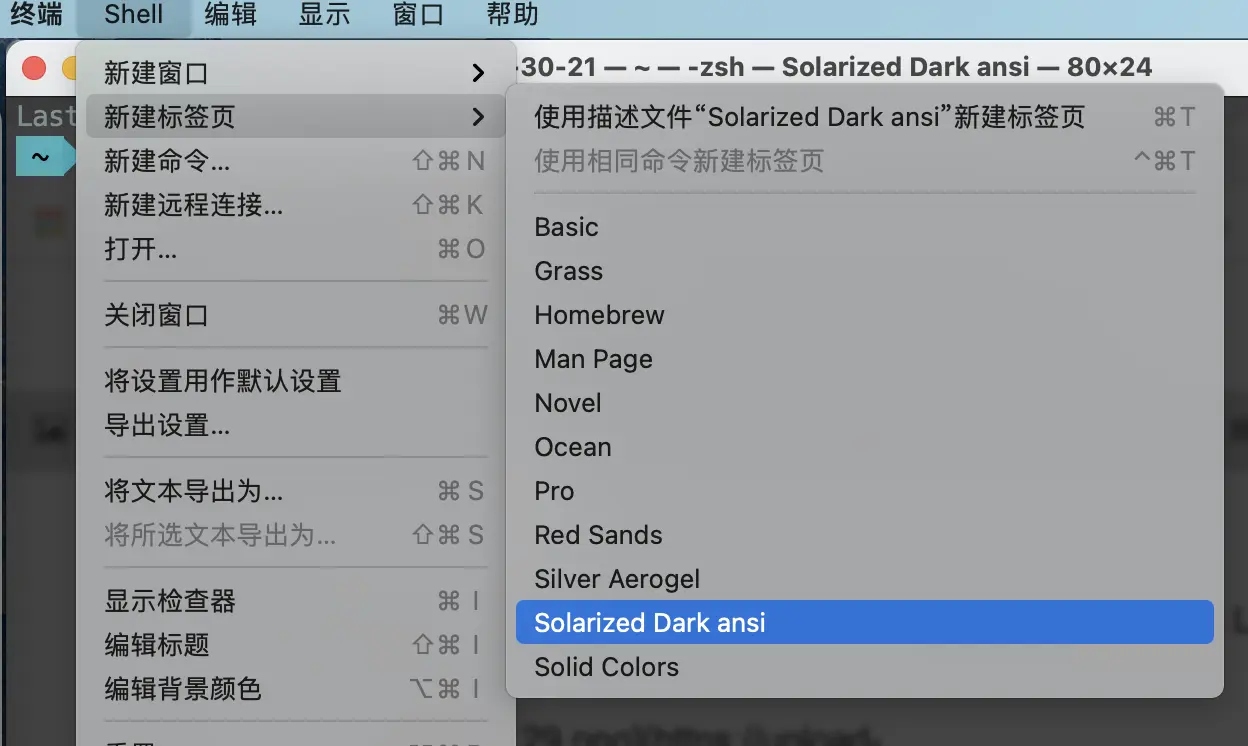 终端 Shell 编辑 显示 窗口 帮助
-30-21 — ~ — -zsh — Solarized Dark ansi — 80×24
Last
~
新建窗口
新建标签页
新建命令... ⇧⌘N
新建远程连接... ⇧⌘K
打开... ⌘O
关闭窗口 ⌘W
将设置用作默认设置
导出设置...
将文本导出为... ⌘S
将所选文本导出为... ⇧⌘S
显示检查器 ⌘I
编辑标题 ⇧⌘I
编辑背景颜色 ⌥⌘I
使用描述文件“Solarized Dark ansi”新建标签页 ⌘T
使用相同命令新建标签页 ^⌘T
Basic
Grass
Homebrew
Man Page
Novel
Ocean
Pro
Red Sands
Silver Aerogel
Solarized Dark ansi
Solid Colors